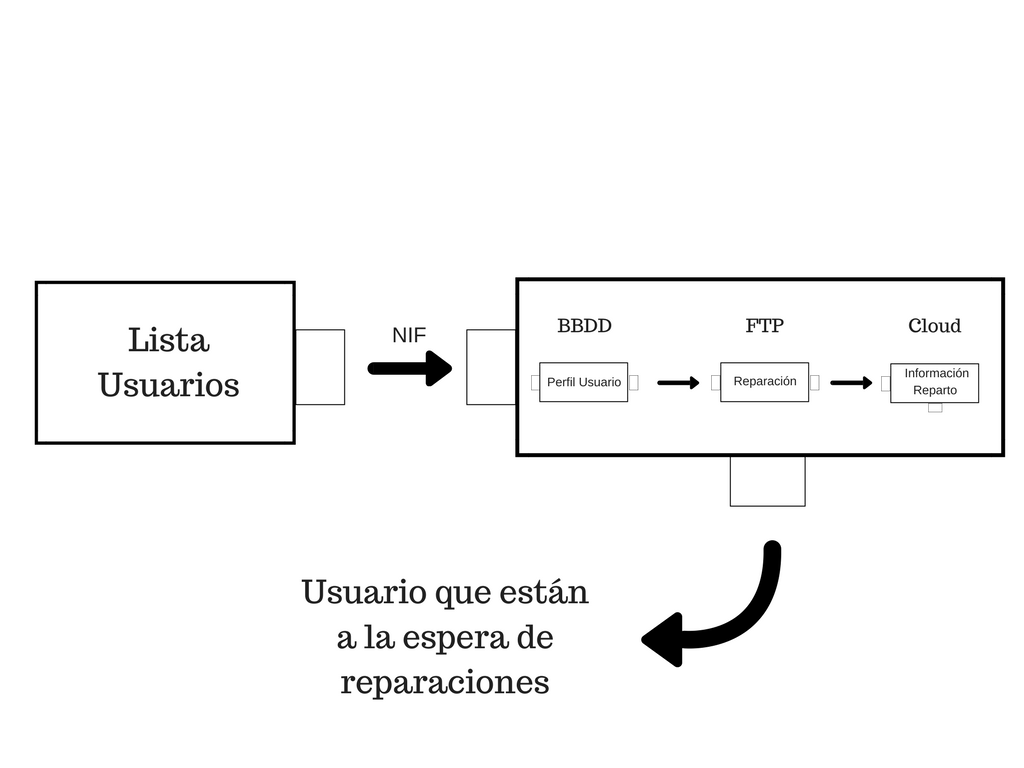 Lista
Usuarios
NIF
BBDD
FTP
Cloud
Perfil Usuario
Reparación
Información
Reparto
Usuario que están
a la espera de
reparaciones